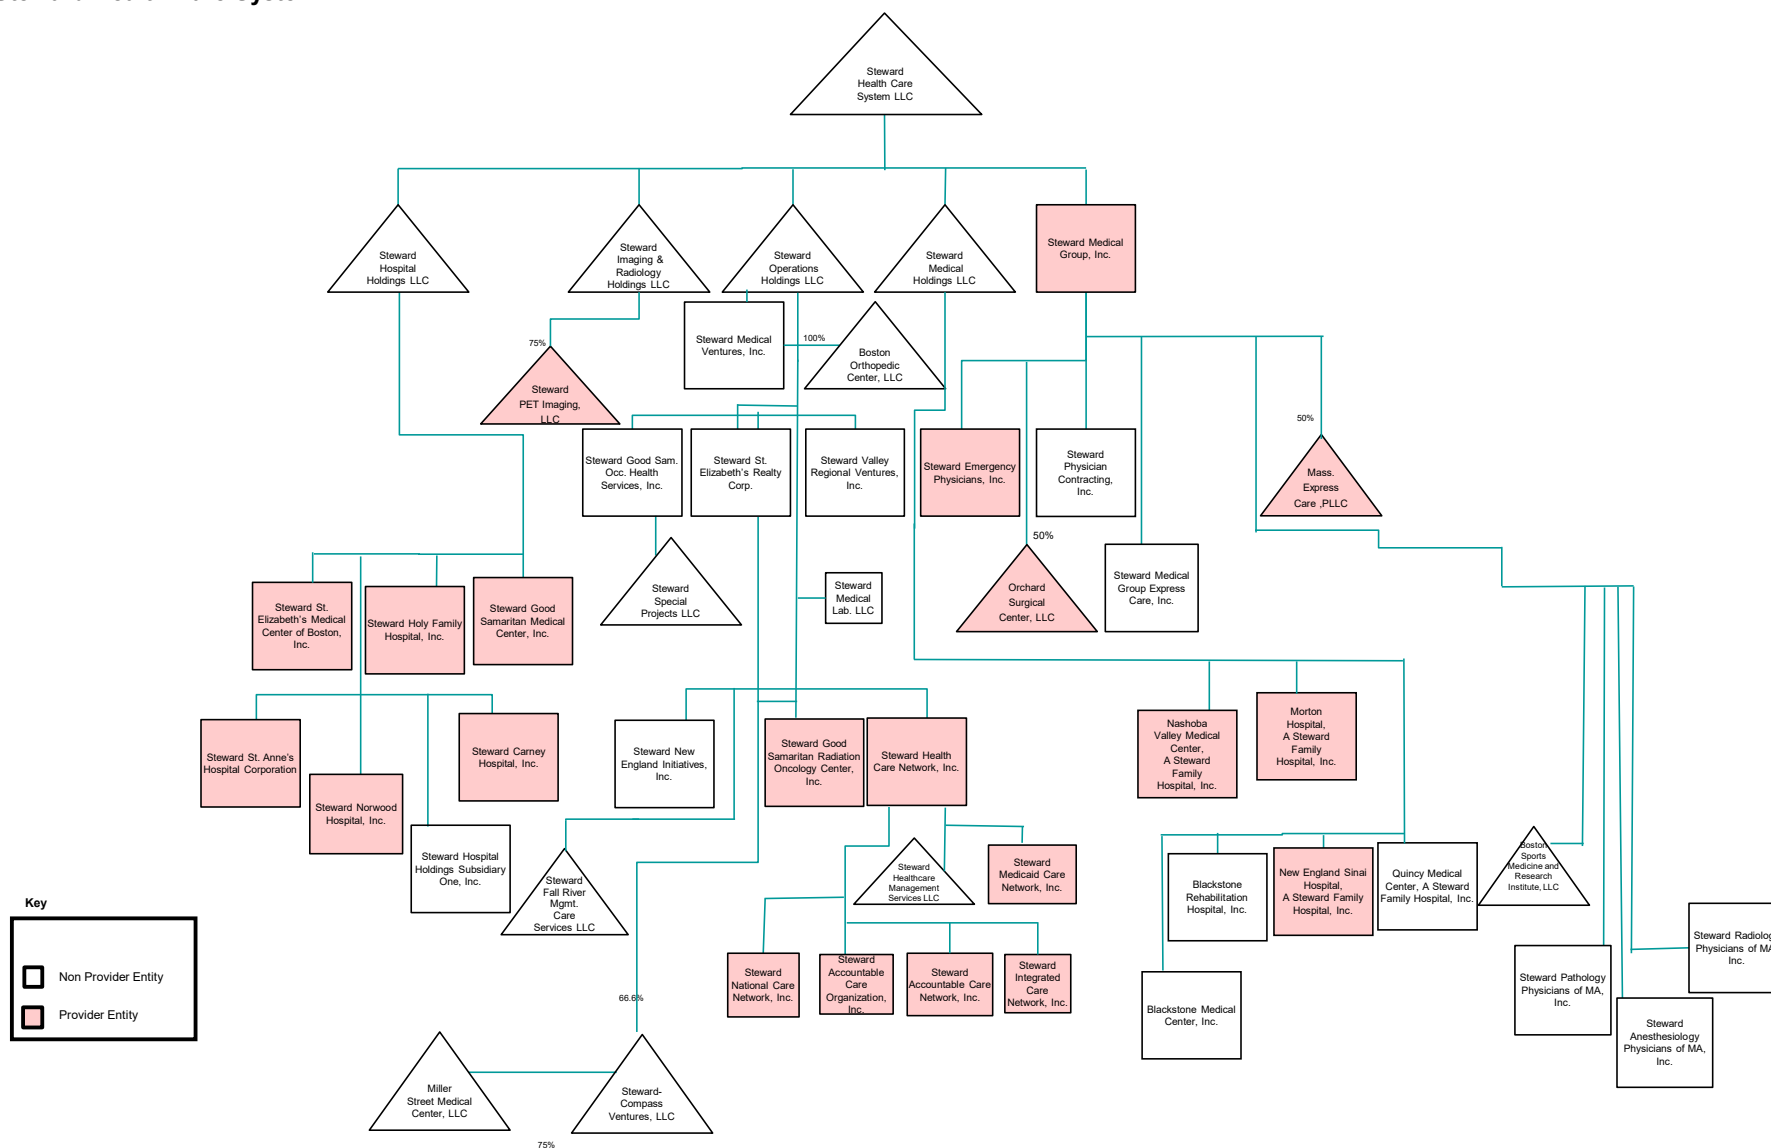 Steward
Health Care
System LLC
Steward
Hospital
Holdings LLC
Steward
Imaging &
Radiology
Holdings LLC
Steward
Operations
Holdings LLC
Steward
Medical
Holdings LLC
Steward Medical
Group, Inc.
75%
Steward
PET Imaging,
LLC
Steward Medical
Ventures, Inc.
100%
Boston
Orthopedic
Center, LLC
Steward Good Sam.
Occ. Health
Services, Inc.
Steward St.
Elizabeth's Realty
Corp.
Steward Valley
Regional Ventures,
Inc.
Steward Emergency
Physicians, Inc.
Steward
Physician
Contracting,
Inc.
50%
Mass.
Express
Care ,PLLC
Steward
Special
Projects LLC
Steward
Medical
Lab. LLC
50%
Orchard
Surgical
Center, LLC
Steward Medical
Group Express
Care, Inc.
Steward St.
Elizabeth's Medical
Center of Boston,
Inc.
Steward Holy Family
Hospital, Inc.
Steward Good
Samaritan Medical
Center, Inc.
Steward St. Anne's
Hospital Corporation
Steward Norwood
Hospital, Inc.
Steward Carney
Hospital, Inc.
Steward Hospital
Holdings Subsidiary
One, Inc.
Steward New
England Initiatives,
Inc.
Steward Good
Samaritan Radiation
Oncology Center,
Inc.
Steward Health
Care Network, Inc.
Nashoba
Valley Medical
Center,
A Steward
Family
Hospital, Inc.
Morton
Hospital,
A Steward
Family
Hospital, Inc.
Steward
Fall River
Mgmt.
Care
Services LLC
Steward
Healthcare
Management
Services LLC
Steward
Medicaid Care
Network, Inc.
Blackstone
Rehabilitation
Hospital, Inc.
New England Sinai
Hospital,
A Steward Family
Hospital, Inc.
Quincy Medical
Center, A Steward
Family Hospital, Inc.
Boston
Sports
Medicine and
Research
Institute, LLC
Steward
National Care
Network, Inc.
Steward
Accountable
Care
Organization,
Inc.
Steward
Accountable Care
Network, Inc.
Steward
Integrated
Care
Network, Inc.
Blackstone Medical
Center, Inc.
Steward Pathology
Physicians of MA,
Inc.
Steward
Anesthesiology
Physicians of MA,
Inc.
Physicians of MA
Inc.
66.6%
Miller
Street Medical
Center, LLC
Steward-
Compass
Ventures, LLC
75%
Key
Non Provider Entity
Provider Entity